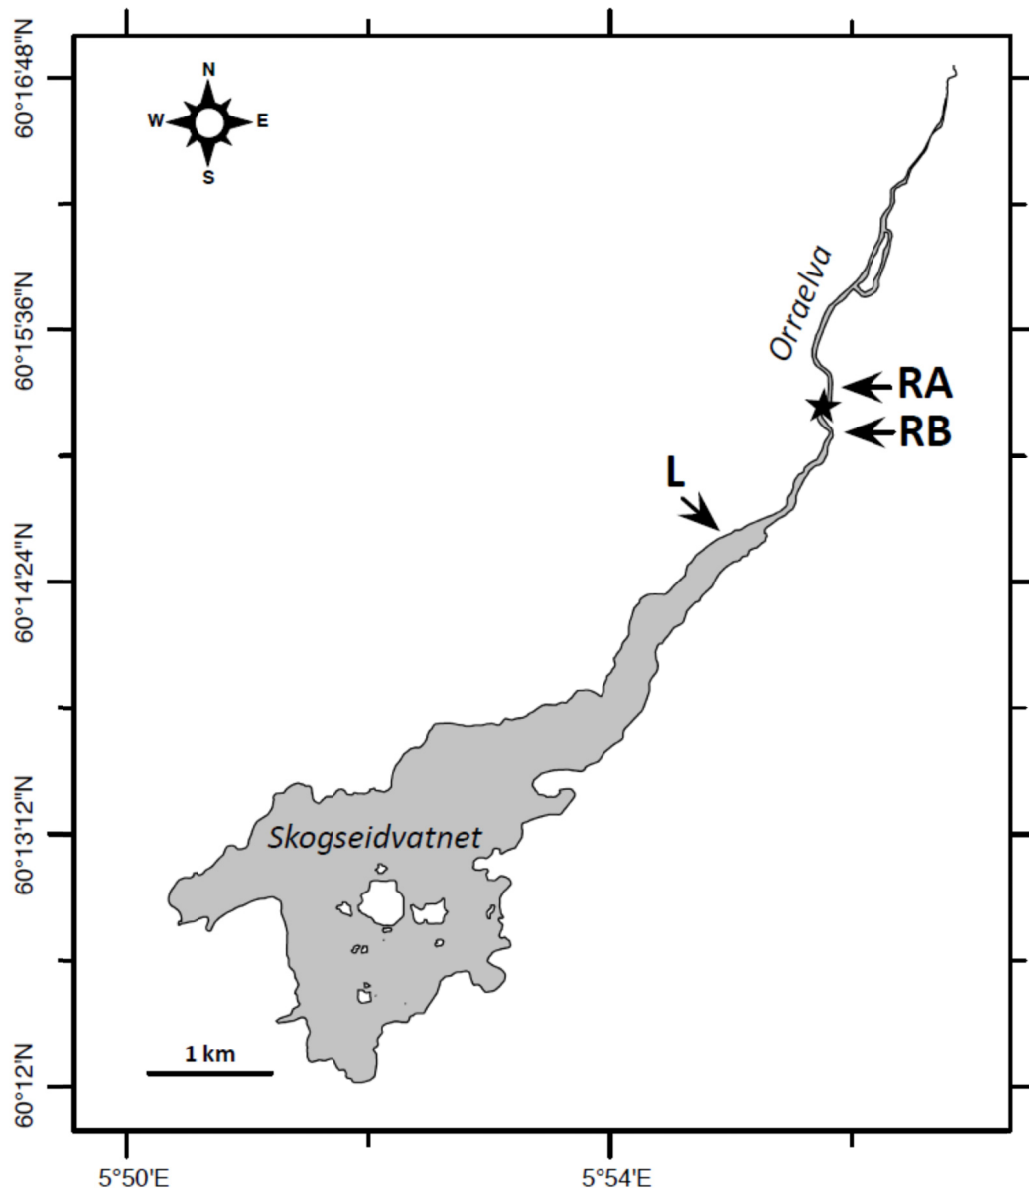 60°16'48"N
N
W E
S
Orraelva
60°15'36"N
RA
RB
L
60°14'24"N
Skogseidvatnet
60°13'12"N
1 km
60°12'N
5°50'E 5°54'E